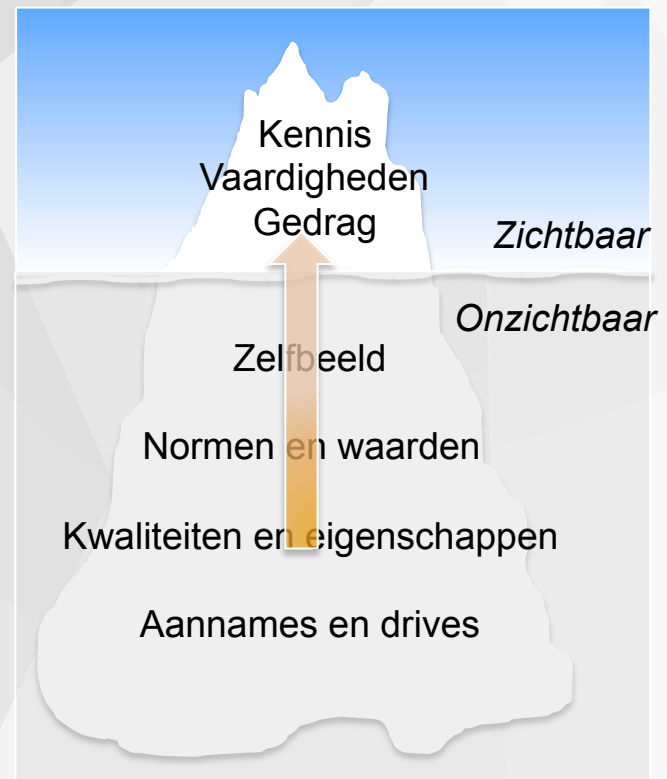 Kennis
Vaardigheden
Gedrag
Zichtbaar
Onzichtbaar
Zelfbeeld
Normen en waarden
Kwaliteiten en eigenschappen
Aannames en drives